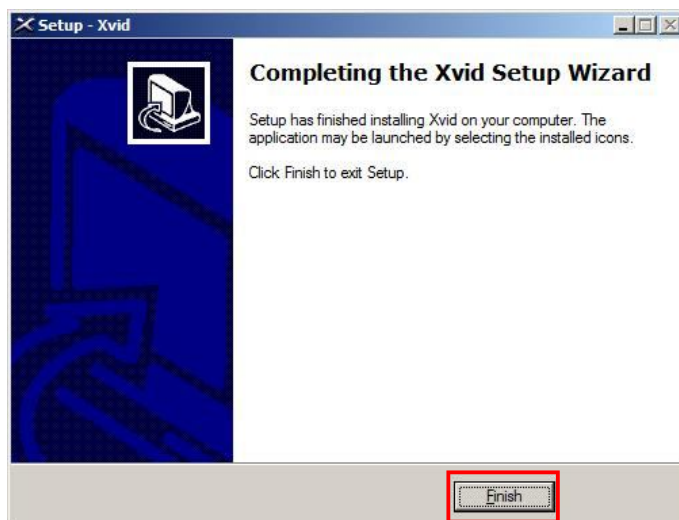 Setup - Xvid
Completing the Xvid Setup Wizard
Setup has finished installing Xvid on your computer. The
application may be launched by selecting the installed icons.
Click Finish to exit Setup.
Finish